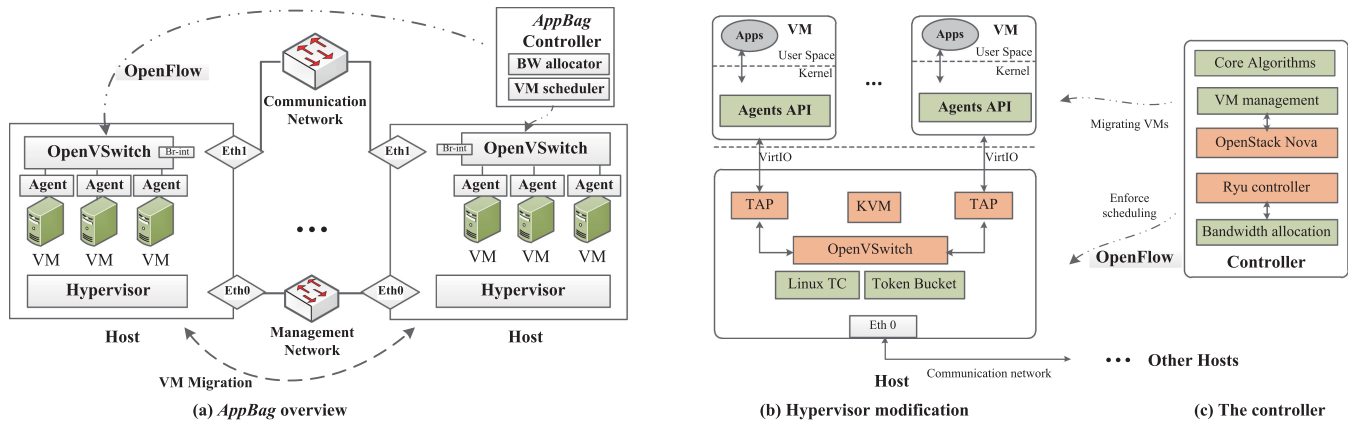 AppBag
Controller
BW allocator
VM scheduler
OpenFlow
Communication
Network
OpenVSwitch
Br-int
Eth1
Eth1
Br-int
OpenVSwitch
Agent
Agent
Agent
Agent
Agent
Agent
VM
VM
VM
...
VM
VM
VM
Hypervisor
Eth0
Eth0
Hypervisor
Management
Network
Host
Host
VM Migration
(a) AppBag overview
Apps
VM
User Space
Kernel
Agents API
...
Apps
VM
User Space
Kernel
Agents API
VirtIO
VirtIO
TAP
KVM
TAP
OpenVSwitch
Linux TC
Token Bucket
Eth 0
Host
Communication network
... Other Hosts
(b) Hypervisor modification
Migrating VMs
Enforce
scheduling
OpenFlow
Core Algorithms
VM management
OpenStack Nova
Ryu controller
Bandwidth allocation
Controller
(c) The controller